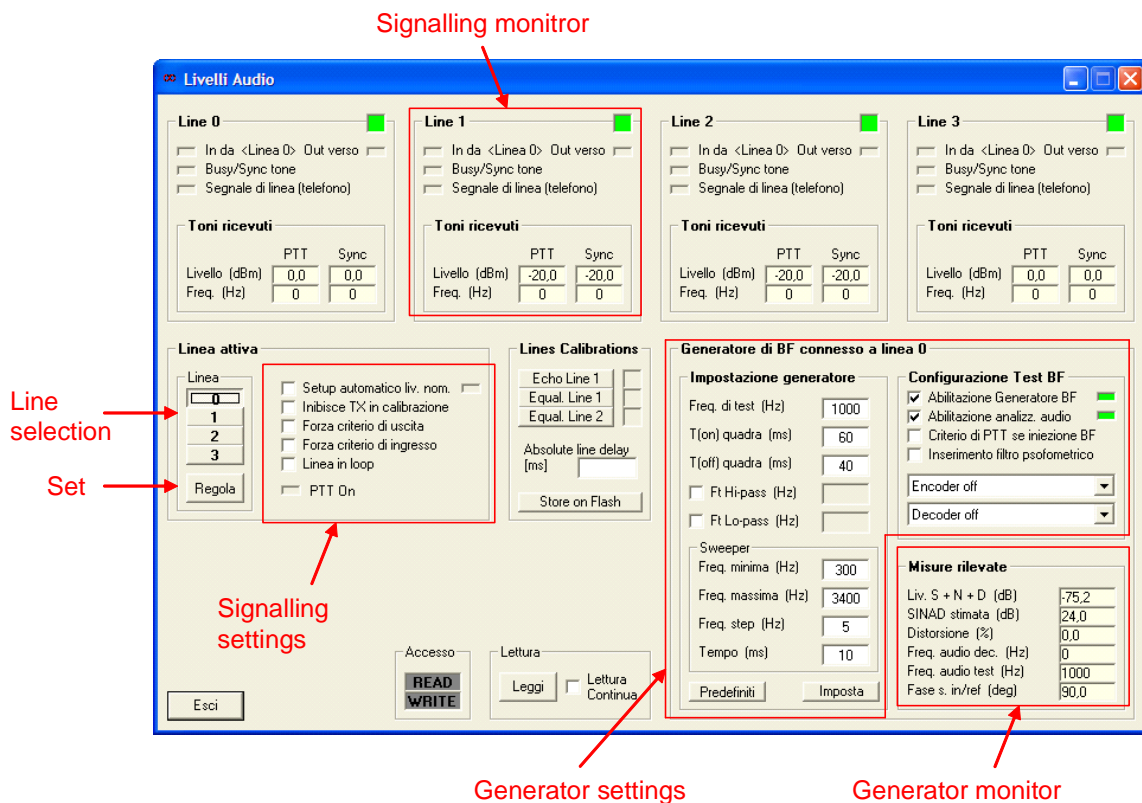 Signalling monitror
Livelli Audio
Line 0
In da <Linea 0> Out verso
Busy/Sync tone
Segnale di linea (telefono)
Toni ricevuti
PTT Sync
Livello (dBm) 0,0 0,0
Freq. (Hz) 0 0
Line 1
In da <Linea 0> Out verso
Busy/Sync tone
Segnale di linea (telefono)
Toni ricevuti
PTT Sync
Livello (dBm) -20,0 -20,0
Freq. (Hz) 0 0
Line 2
In da <Linea 0> Out verso
Busy/Sync tone
Segnale di linea (telefono)
Toni ricevuti
PTT Sync
Livello (dBm) -20,0 -20,0
Freq. (Hz) 0 0
Line 3
In da <Linea 0> Out verso
Busy/Sync tone
Segnale di linea (telefono)
Toni ricevuti
PTT Sync
Livello (dBm) 0,0 0,0
Freq. (Hz) 0 0
Line
selection
Set
Linea attiva
Linea
0
1
2
3
Regola
Setup automatico liv. nom.
Inibisce TX in calibrazione
Forza criterio di uscita
Forza criterio di ingresso
Linea in loop
PTT On
Signalling
settings
Lines Calibrations
Echo Line 1
Equal. Line 1
Equal. Line 2
Absolute line delay
[ms]
Store on Flash
Generatore di BF connesso a linea 0
Impostazione generatore
Freq. di test (Hz) 1000
T(on) quadra (ms) 60
T(off) quadra (ms) 40
Ft Hi-pass (Hz)
Ft Lo-pass (Hz)
Sweeper
Freq. minima (Hz) 300
Freq. massima (Hz) 3400
Freq. step (Hz) 5
Tempo (ms) 10
Predefiniti Imposta
Configurazione Test BF
Abilitazione Generatore BF
Abilitazione analizz. audio
Criterio di PTT se iniezione BF
Inserimento filtro psofometrico
Encoder off
Decoder off
Misure rilevate
Liv. S + N + D (dB) -75,2
SINAD stimata (dB) 24,0
Distorsione (%) 0,0
Freq. audio dec. (Hz) 0
Freq. audio test (Hz) 1000
Fase s. in/ref (deg) 90,0
Esci
Accesso
READ
WRITE
Lettura
Leggi
Lettura
Continua
Generator settings
Generator monitor